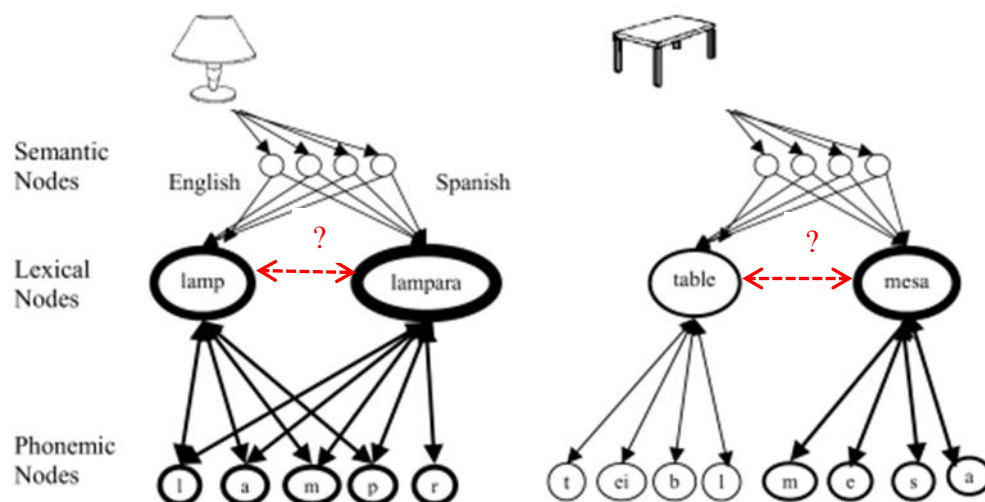 Semantic
Nodes
English
Spanish
?
?
Lexical
Nodes
lamp
lampara
table
mesa
Phonemic
Nodes
l
a
m
p
r
t
ei
b
l
m
e
s
a